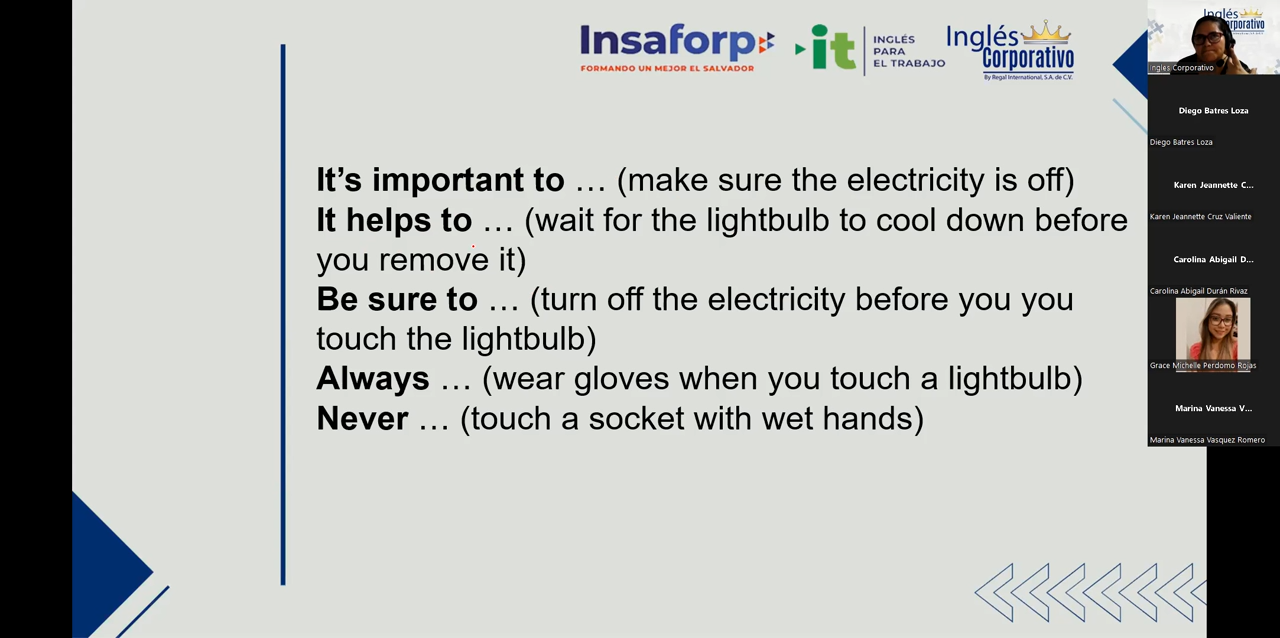 Insaforp
FORMANDO UN MEJOR EL SALVADOR
it
INGLÉS
PARA
EL TRABAJO
Inglés
Corporativo
By Regal International, S.A. de C.V.
It's important to … (make sure the electricity is off)
It helps to … (wait for the lightbulb to cool down before
you remove it)
Be sure to … (turn off the electricity before you you
touch the lightbulb)
Always … (wear gloves when you touch a lightbulb)
Never … (touch a socket with wet hands)
Inglés
Corporativo
Ingles Corporativo
Diego Batres Loza
Diego Batres Loza
Karen Jeannette C...
Karen Jeannette Cruz Valiente
Carolina Abigail D...
Carolina Abigail Durán Rivaz
Grace Michelle Perdomo Rojas
Marina Vanessa V...
Marina Vanessa Vasquez Romero